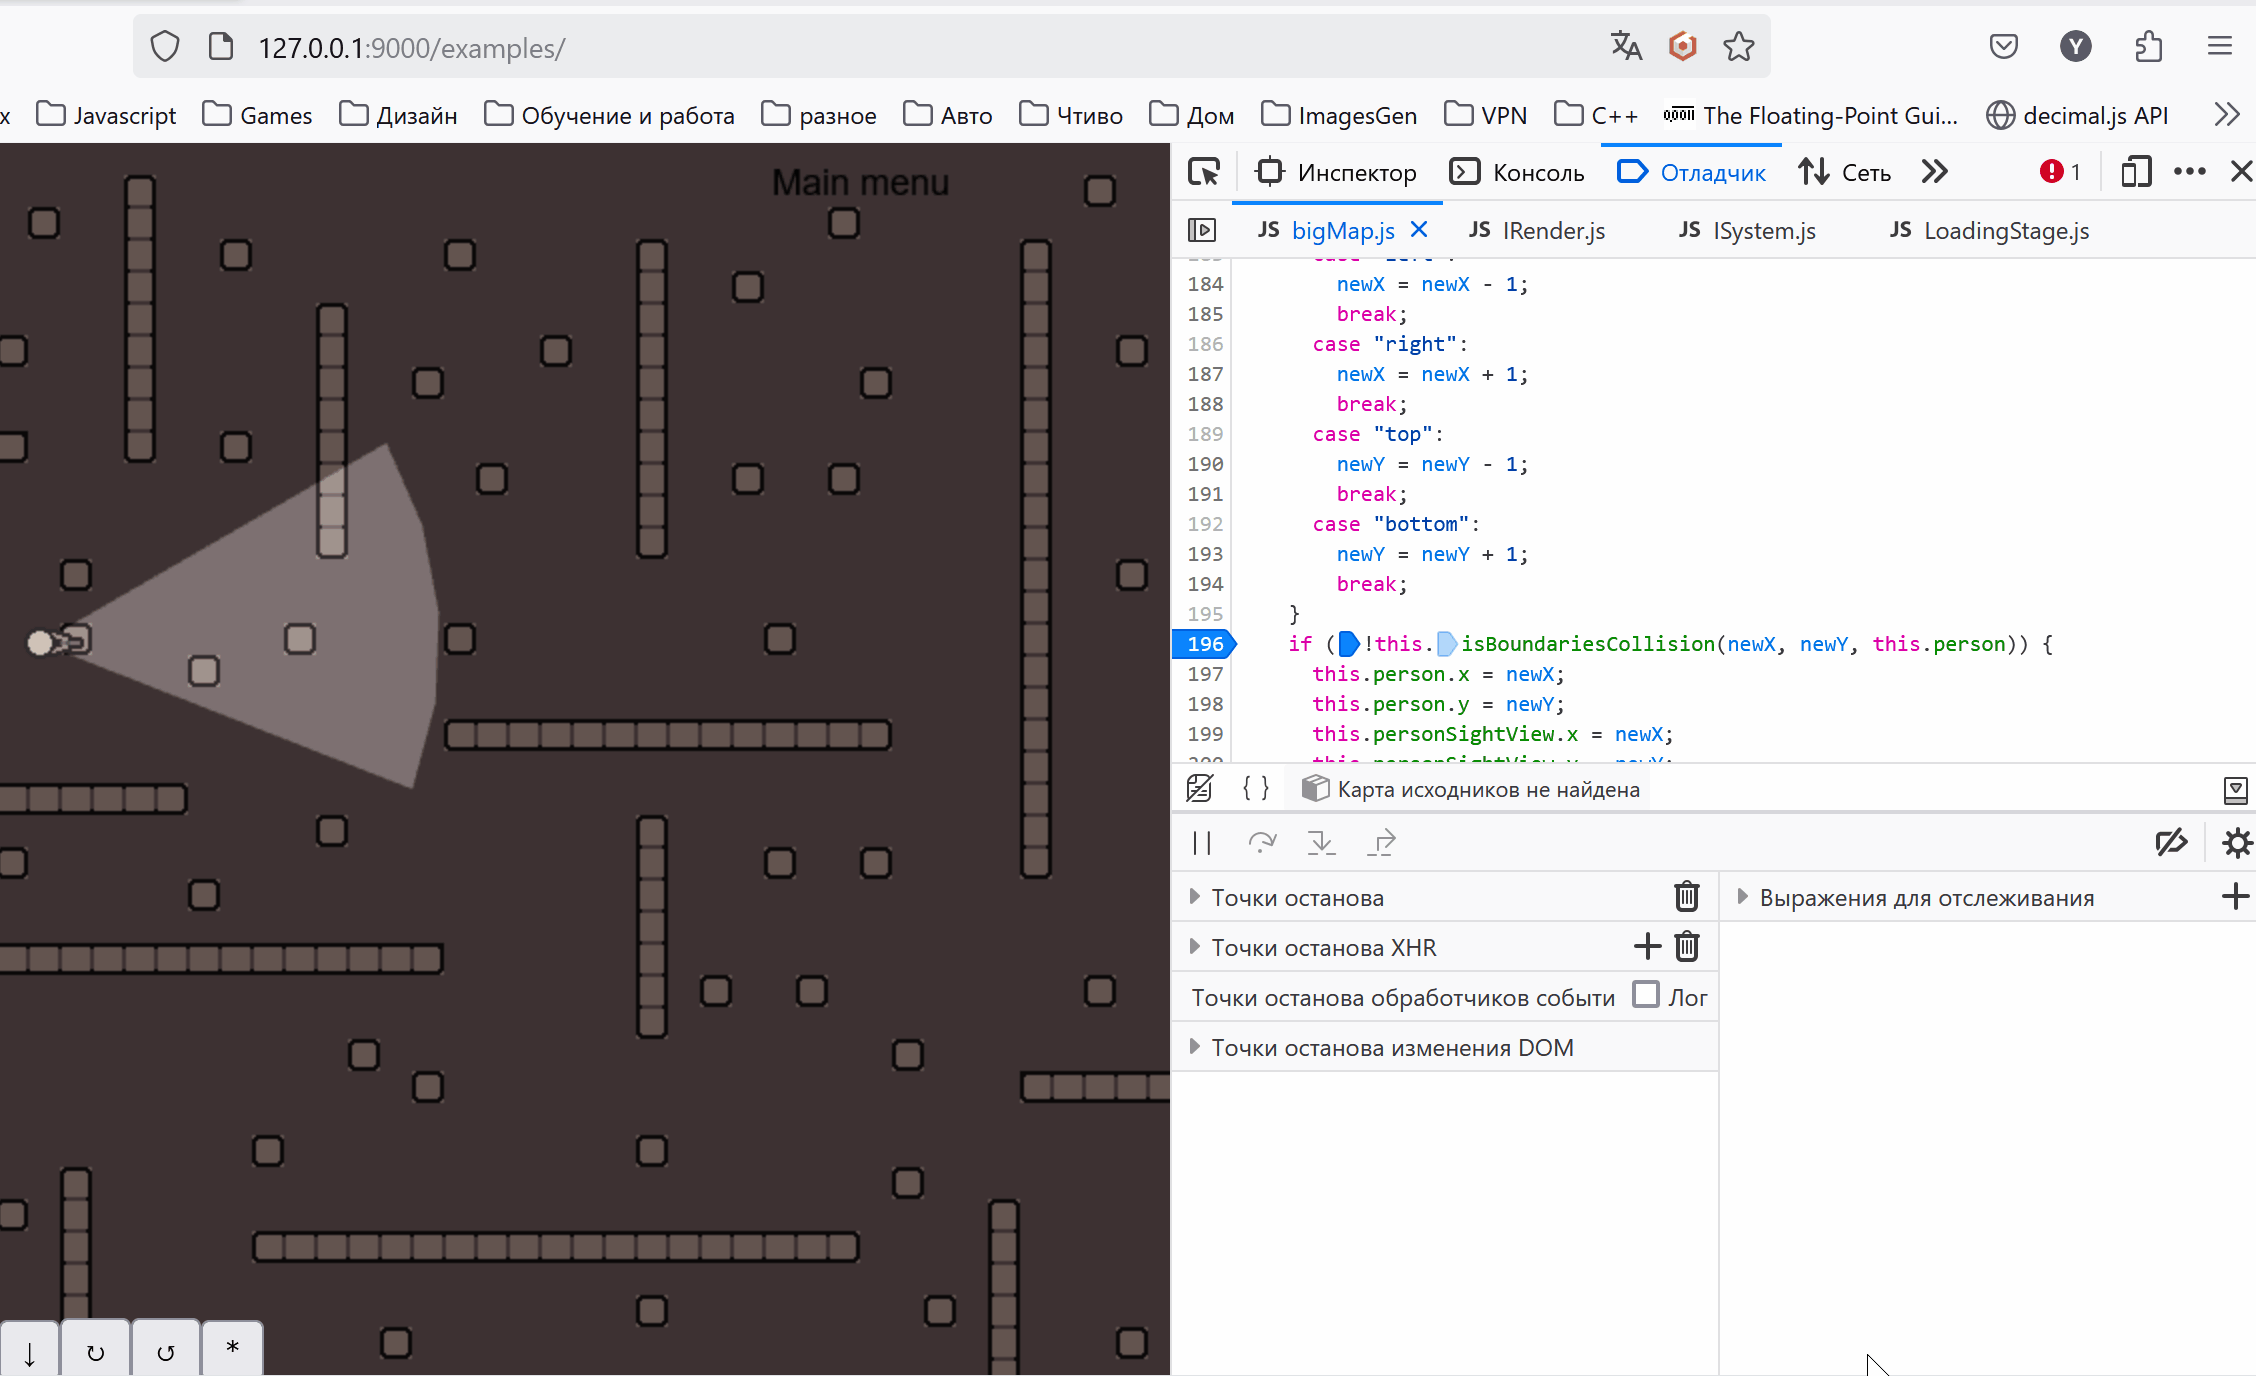 127.0.0.1:9000/examples/
x Javascript Games Дизайн Обучение и работа разное Авто Чтиво Дом ImagesGen VPN C++ The Floating-Point Gui... decimal.js API
Main menu
Инспектор Консоль Отладчик Сеть 1
JS bigMap.js JS IRender.js JS ISystem.js JS LoadingStage.js
184 newX = newX - 1;
185 break;
186 case "right":
187 newX = newX + 1;
188 break;
189 case "top":
190 newY = newY - 1;
191 break;
192 case "bottom":
193 newY = newY + 1;
194 break;
195 }
196 if ( !this. isBoundariesCollision(newX, newY, this.person)) {
197 this.person.x = newX;
198 this.person.y = newY;
199 this.personSightView.x = newX;
{ } Карта исходников не найдена
Точки останова
Выражения для отслеживания
Точки останова XHR
Точки останова обработчиков событи Лог
Точки останова изменения DOM
↓ ↻ ↺ *
Y